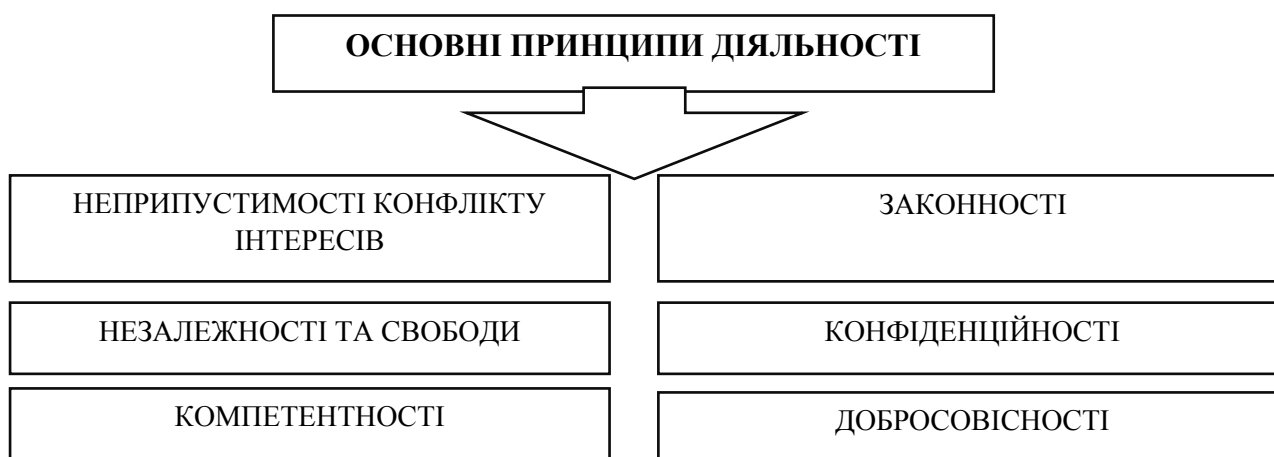 ОСНОВНІ ПРИНЦИПИ ДІЯЛЬНОСТІ
НЕПРИПУСТИМОСТІ КОНФЛІКТУ
ІНТЕРЕСІВ
ЗАКОННОСТІ
НЕЗАЛЕЖНОСТІ ТА СВОБОДИ
КОНФІДЕНЦІЙНОСТІ
КОМПЕТЕНТНОСТІ
ДОБРОСОВІСНОСТІ